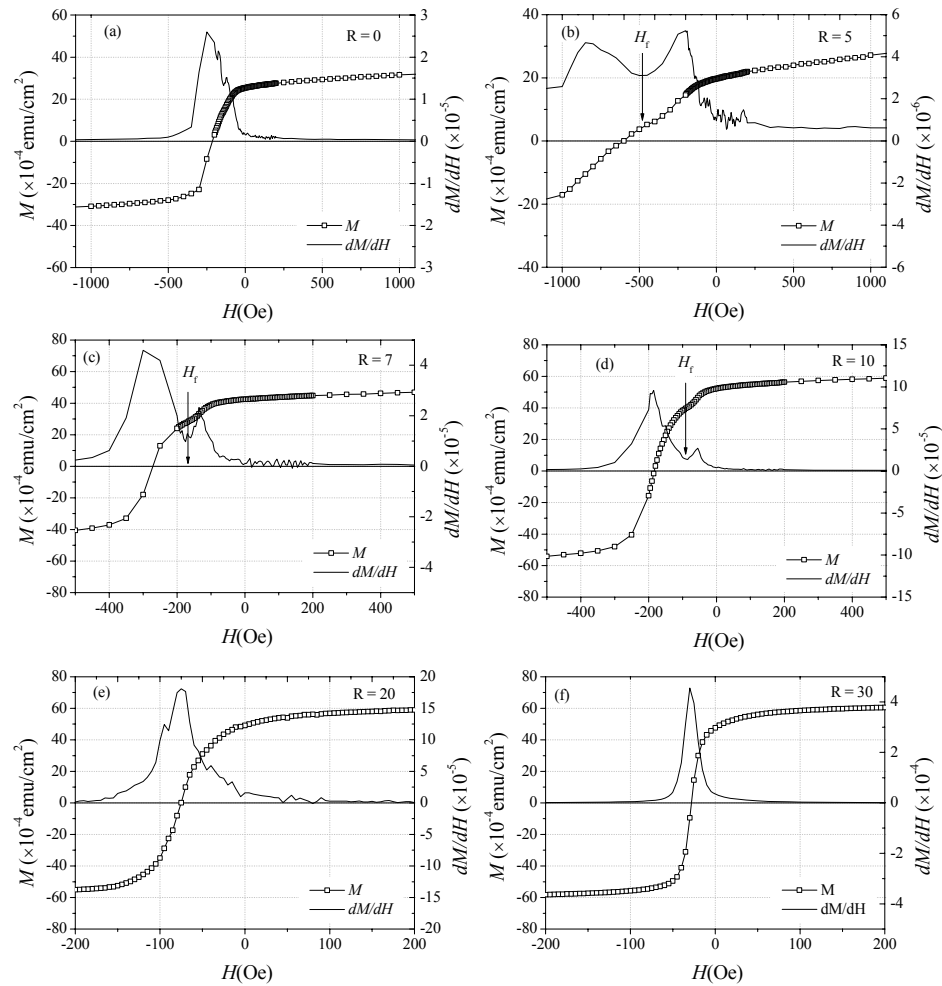 (a)
R = 0
M (×10⁻⁴emu/cm²)
60
40
20
0
-20
-40
-60
3
2
1
0
-1
-2
-3
dM/dH (×10⁻⁵)
M
dM/dH
-1000 -500 0 500 1000
H(Oe)
(b)
H_f
R = 5
M (×10⁻⁴emu/cm²)
40
20
0
-20
-40
6
4
2
0
-2
-4
-6
dM/dH (×10⁻⁶)
M
dM/dH
-1000 -500 0 500 1000
H(Oe)
(c)
H_f
R = 7
M (×10⁻⁴emu/cm²)
80
60
40
20
0
-20
-40
-60
-80
4
2
0
-2
-4
dM/dH (×10⁻⁵)
M
dM/dH
-400 -200 0 200 400
H(Oe)
(d)
H_f
R = 10
M (×10⁻⁴emu/cm²)
80
60
40
20
0
-20
-40
-60
-80
15
10
5
0
-5
-10
-15
dM/dH (×10⁻⁵)
M
dM/dH
-400 -200 0 200 400
H(Oe)
(e)
R = 20
M (×10⁻⁴emu/cm²)
80
60
40
20
0
-20
-40
-60
-80
20
15
10
5
0
-5
-10
-15
-20
dM/dH (×10⁻⁵)
M
dM/dH
-200 -100 0 100 200
H(Oe)
(f)
R = 30
M (×10⁻⁴emu/cm²)
80
60
40
20
0
-20
-40
-60
-80
4
2
0
-2
-4
dM/dH (×10⁻⁴)
M
dM/dH
-200 -100 0 100 200
H(Oe)